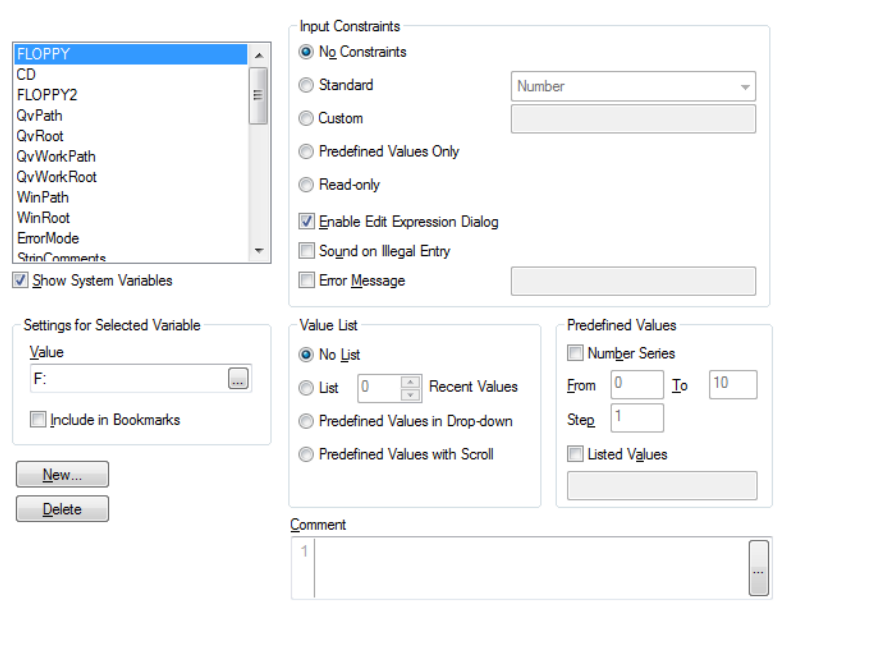 FLOPPY
CD
FLOPPY2
QvPath
QvRoot
QvWorkPath
QvWorkRoot
WinPath
WinRoot
ErrorMode
StripComments
Show System Variables
Settings for Selected Variable
Value
F:
...
Include in Bookmarks
New...
Delete
Input Constraints
No Constraints
Standard
Number
Custom
Predefined Values Only
Read-only
Enable Edit Expression Dialog
Sound on Illegal Entry
Error Message
Value List
No List
List 0 Recent Values
Predefined Values in Drop-down
Predefined Values with Scroll
Predefined Values
Number Series
From 0 To 10
Step 1
Listed Values
Comment
1
...